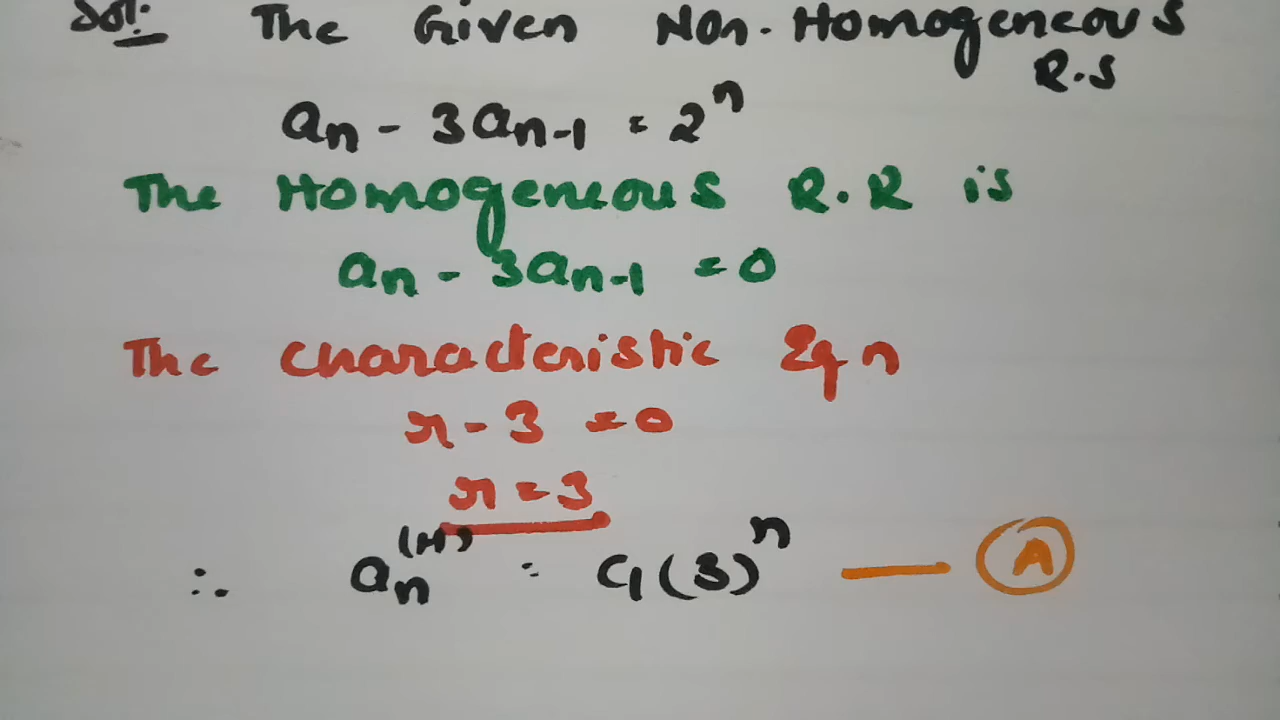 Sol:
The Given Non-Homogeneous R.S
aₙ - 3aₙ₋₁ = 2ⁿ
The Homogeneous R.R is
aₙ - 3aₙ₋₁ = 0
The Characteristic Eqn
r - 3 = 0
r = 3
∴ aₙ⁽ᴴ⁾ = C₁(3)ⁿ — A